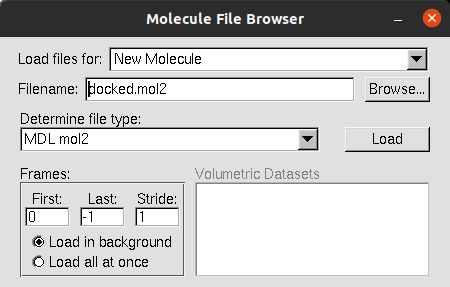 Molecule File Browser
Load files for: New Molecule
Filename: docked.mol2 Browse...
Determine file type:
MDL mol2 Load
Frames: Volumetric Datasets
First: Last: Stride:
0 -1 1
Load in background
Load all at once